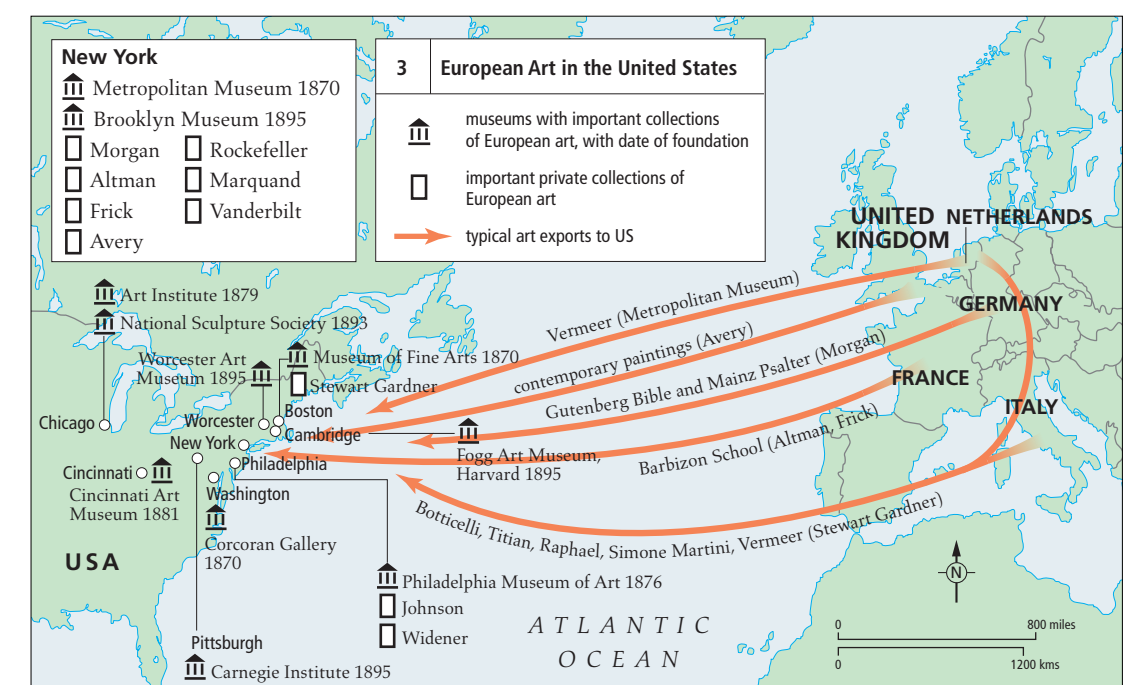 New York
Metropolitan Museum 1870
Brooklyn Museum 1895
Morgan
Rockefeller
Altman
Marquand
Frick
Vanderbilt
Avery
3 European Art in the United States
museums with important collections
of European art, with date of foundation
important private collections of
European art
typical art exports to US
UNITED
KINGDOM
NETHERLANDS
GERMANY
FRANCE
ITALY
Art Institute 1879
National Sculpture Society 1893
Worcester Art
Museum 1895
Museum of Fine Arts 1870
Stewart Gardner
Chicago
Worcester
Boston
Cambridge
New York
Philadelphia
Cincinnati
Cincinnati Art
Museum 1881
Washington
Corcoran Gallery
1870
Fogg Art Museum,
Harvard 1895
Vermeer (Metropolitan Museum)
contemporary paintings (Avery)
Gutenberg Bible and Mainz Psalter (Morgan)
Barbizon School (Altman, Frick)
Botticelli, Titian, Raphael, Simone Martini, Vermeer (Stewart Gardner)
USA
Philadelphia Museum of Art 1876
Johnson
Widener
Pittsburgh
Carnegie Institute 1895
ATLANTIC
OCEAN
N
0 800 miles
0 1200 kms